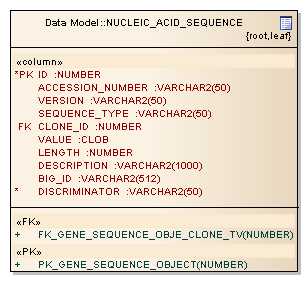 Data Model::NUCLEIC_ACID_SEQUENCE
{root,leaf}
«column»
*PK ID :NUMBER
ACCESSION_NUMBER :VARCHAR2(50)
VERSION :VARCHAR2(50)
SEQUENCE_TYPE :VARCHAR2(50)
FK CLONE_ID :NUMBER
VALUE :CLOB
LENGTH :NUMBER
DESCRIPTION :VARCHAR2(1000)
BIG_ID :VARCHAR2(512)
* DISCRIMINATOR :VARCHAR2(50)
«FK»
+ FK_GENE_SEQUENCE_OBJE_CLONE_TV(NUMBER)
«PK»
+ PK_GENE_SEQUENCE_OBJECT(NUMBER)